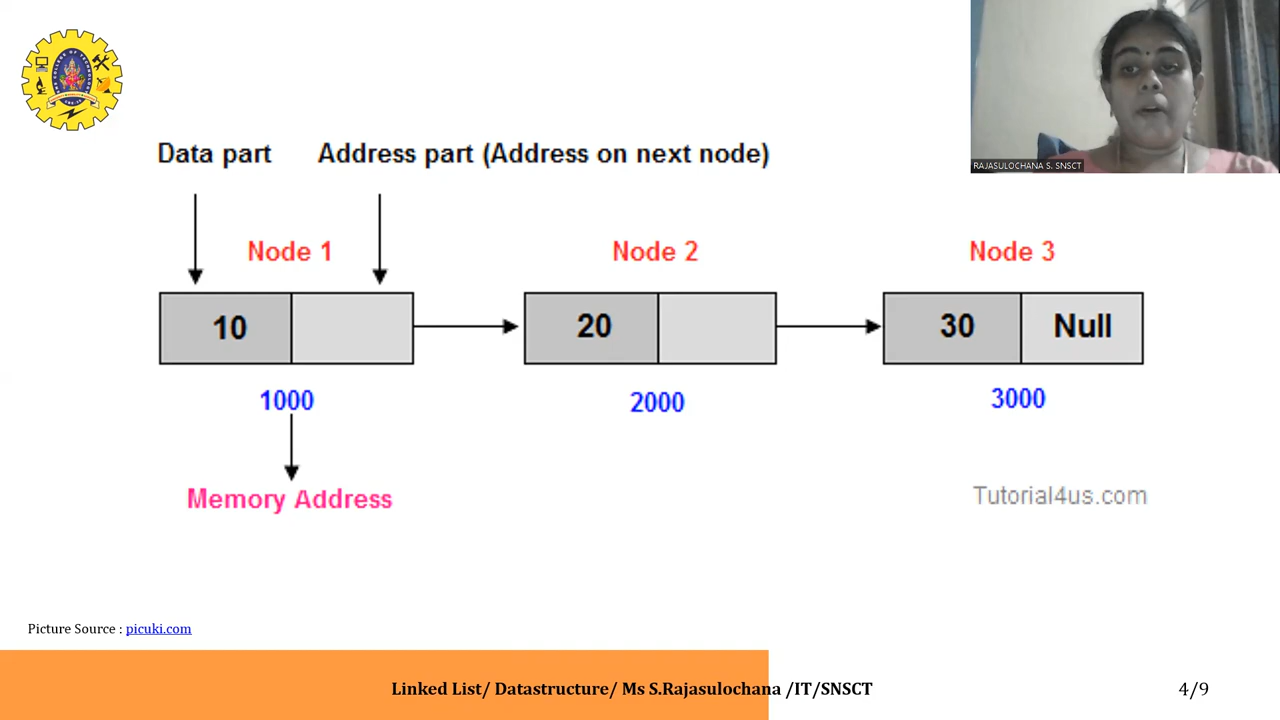 RAJASULOCHANA S. SNSCT
Data part Address part (Address on next node)
Node 1 Node 2 Node 3
10 20 30 Null
1000 2000 3000
Memory Address
Tutorial4us.com
Picture Source : picuki.com
Linked List/ Datastructure/ Ms S.Rajasulochana /IT/SNSCT 4/9